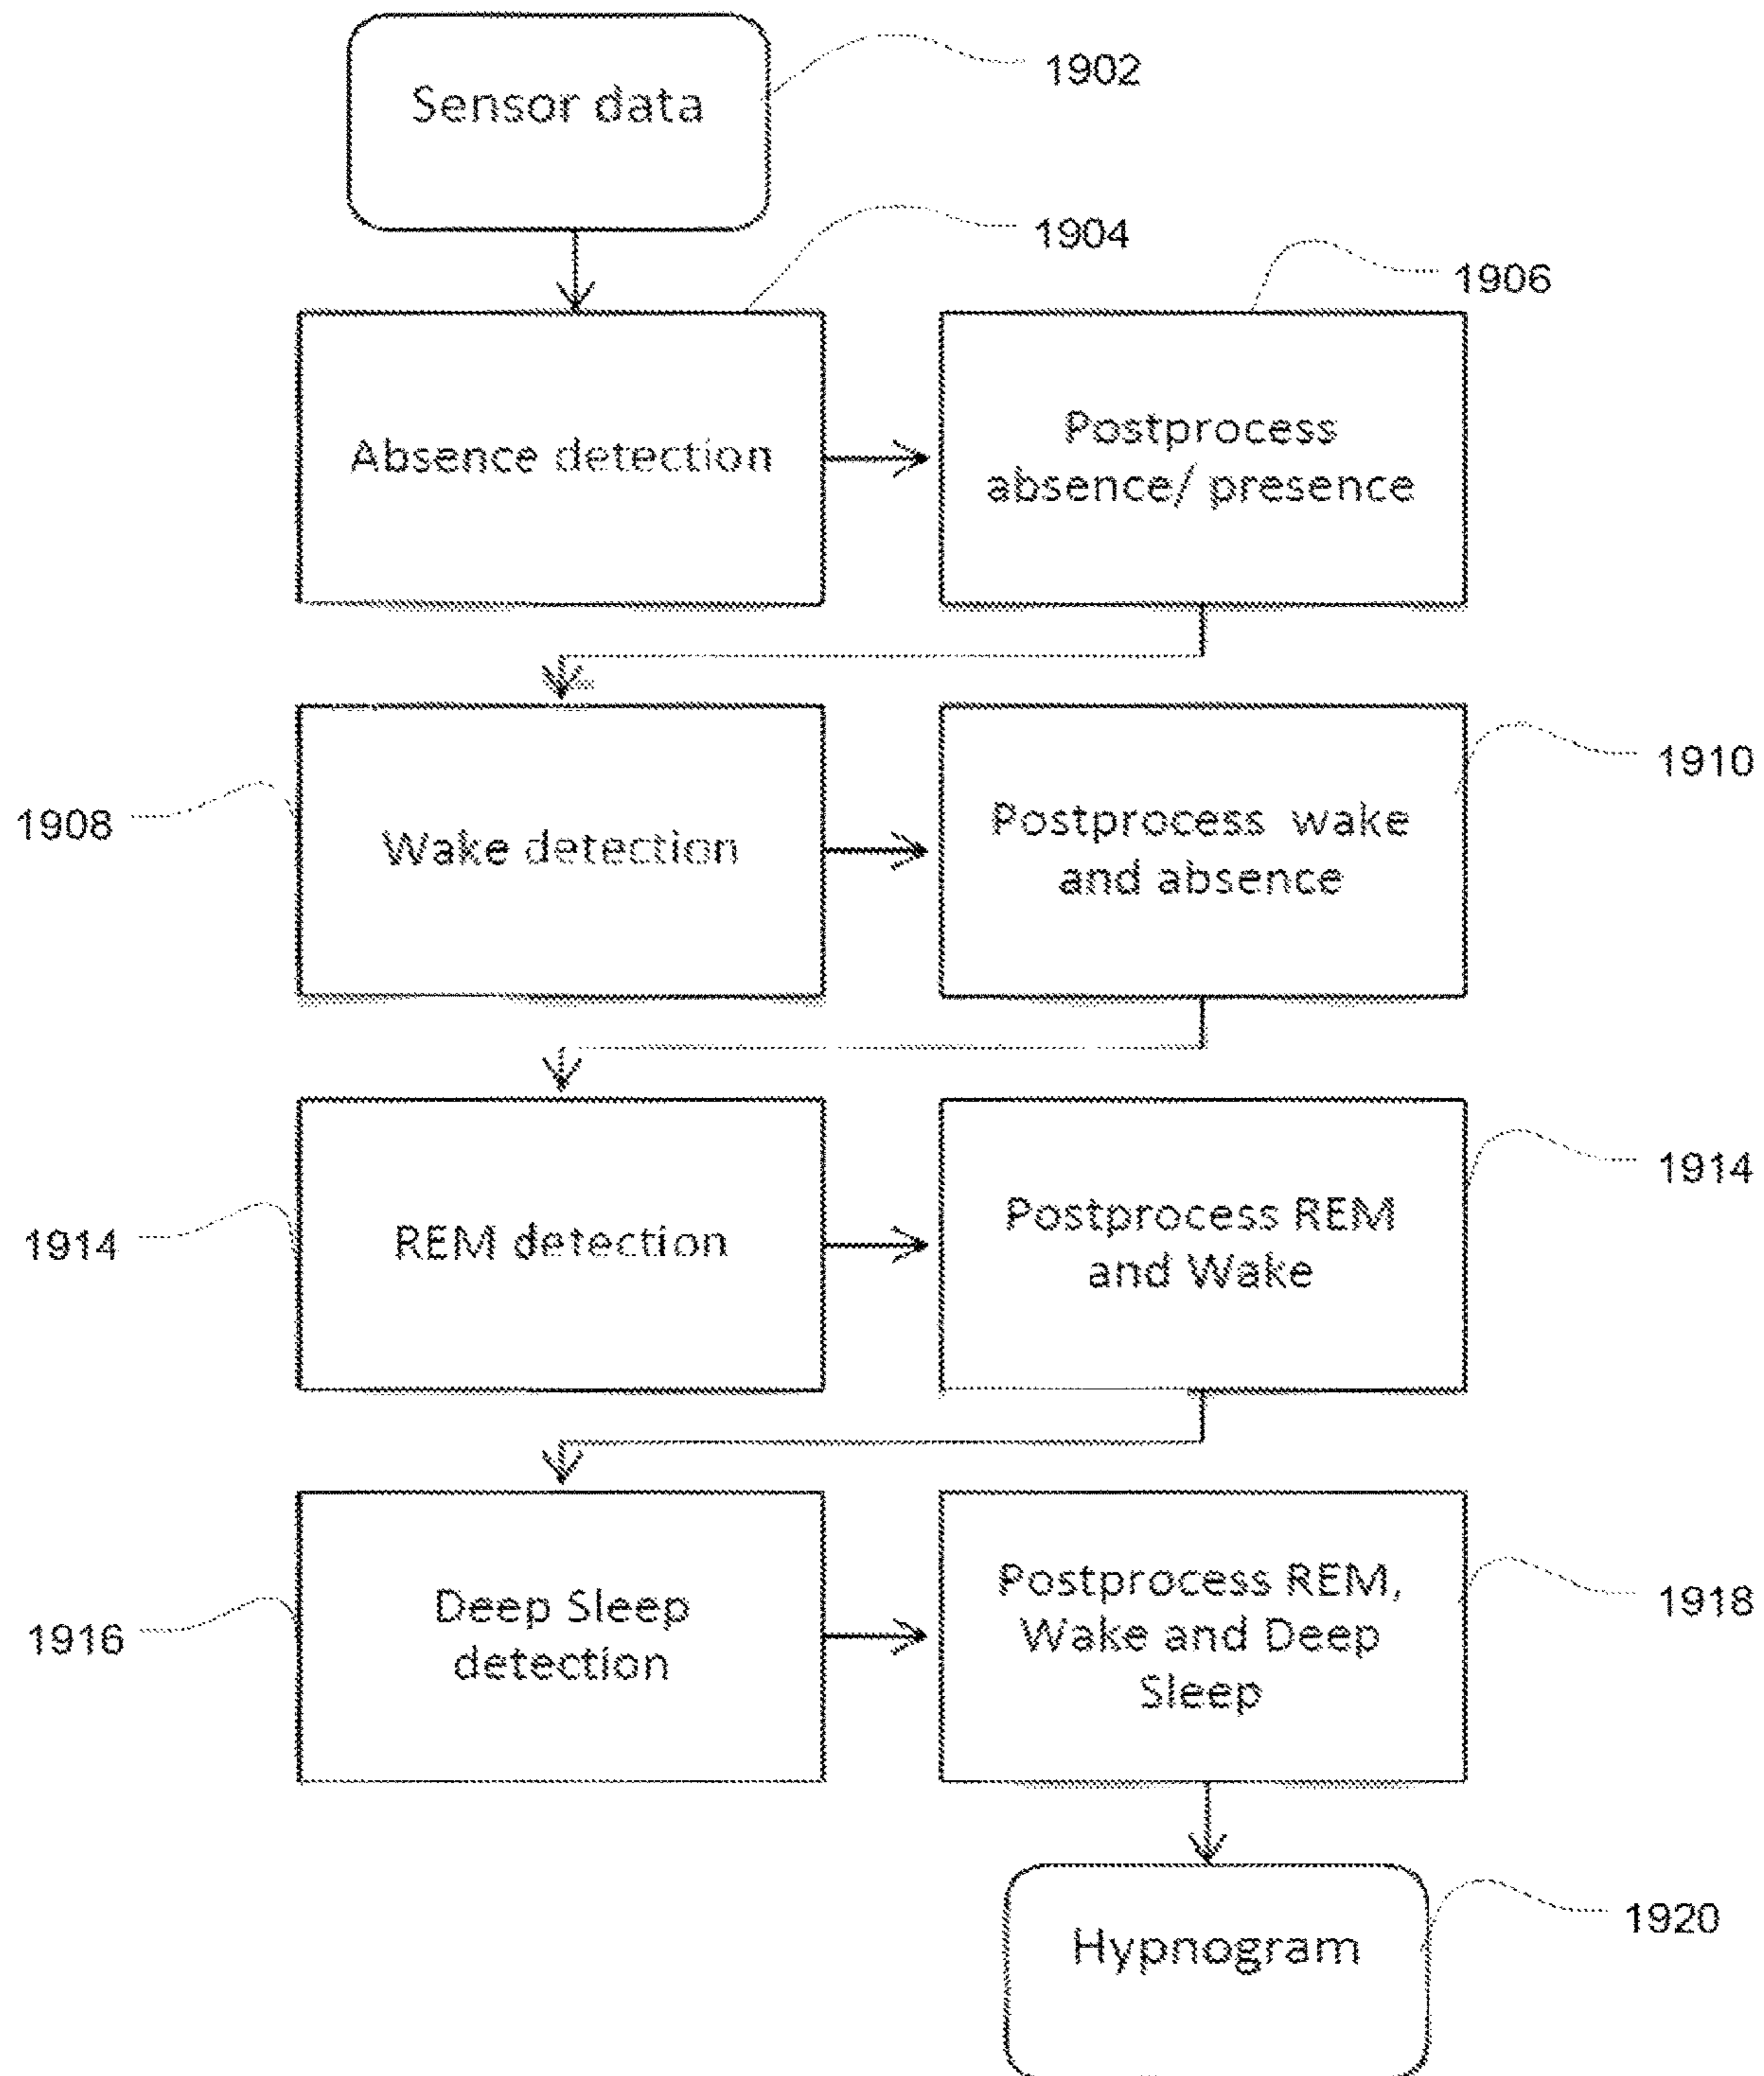 Sensor data
1902
1904
1906
Absence detection
Postprocess
absence/ presence
1908
Wake detection
Postprocess wake
and absence
1910
1914
REM detection
Postprocess REM
and Wake
1914
1916
Deep Sleep
detection
Postprocess REM,
Wake and Deep
Sleep
1918
Hypnogram
1920